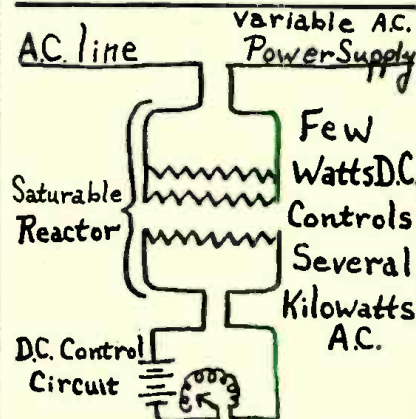 A.C. line
Variable A.C.
Power Supply
Saturable
Reactor
Few
Watts D.C.
Controls
Several
Kilowatts
A.C.
D.C. Control
Circuit